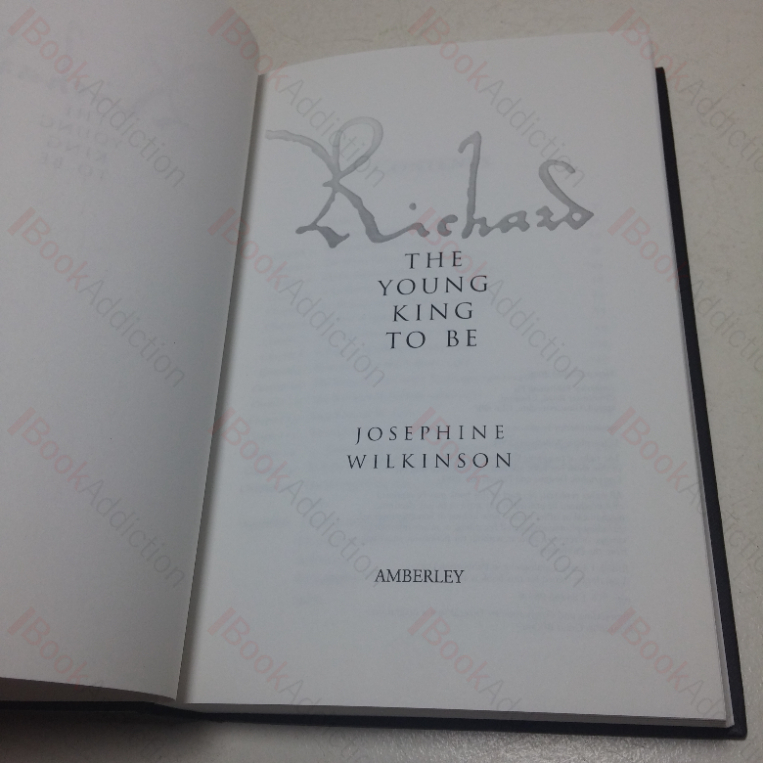 Richard
THE
YOUNG
KING
TO BE
JOSEPHINE
WILKINSON
AMBERLEY
BookAddiction